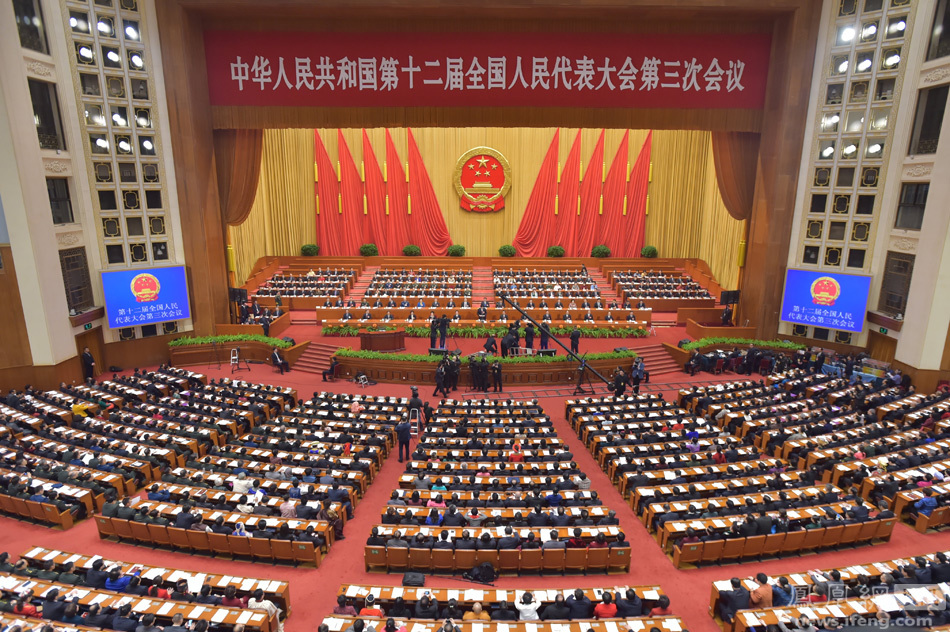 中华人民共和国第十二届全国人民代表大会第三次会议
第十二届全国人民
代表大会第三次会议
第十二届全国人民
代表大会第三次会议
凤凰网
news.ifeng.com